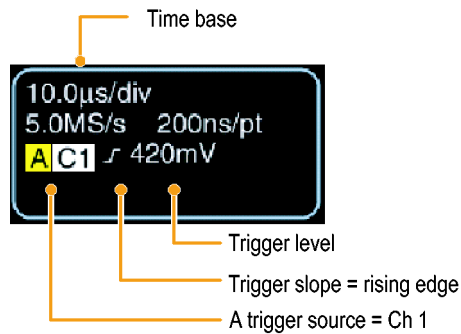 Time base
10.0µs/div
5.0MS/s 200ns/pt
A C1 420mV
Trigger level
Trigger slope = rising edge
A trigger source = Ch 1